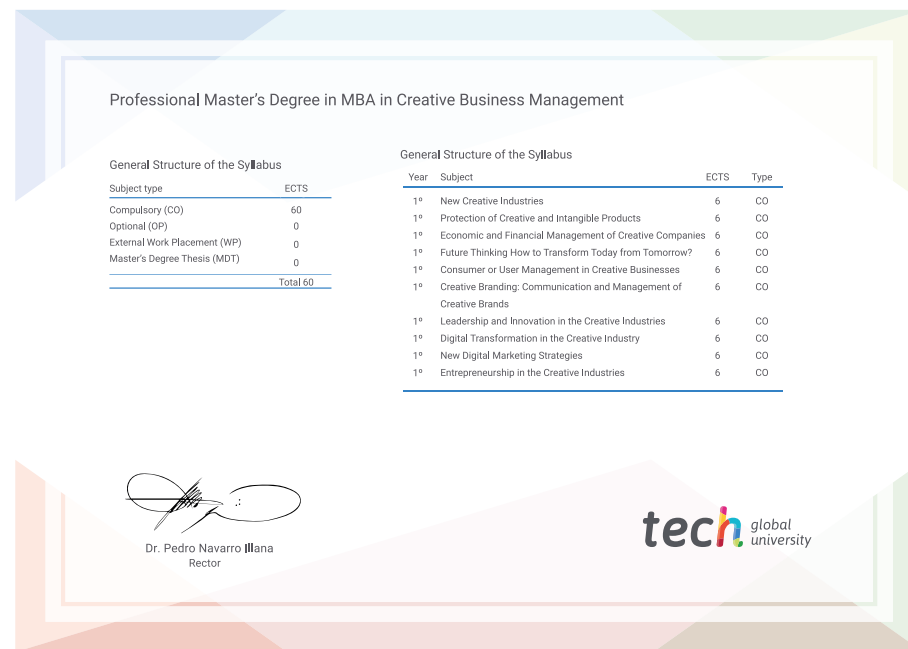 Professional Master's Degree in MBA in Creative Business Management
General Structure of the Syllabus
Subject type ECTS
Compulsory (CO) 60
Optional (OP) 0
External Work Placement (WP) 0
Master's Degree Thesis (MDT) 0
Total 60
General Structure of the Syllabus
Year Subject ECTS Type
1º New Creative Industries 6 CO
1º Protection of Creative and Intangible Products 6 CO
1º Economic and Financial Management of Creative Companies 6 CO
1º Future Thinking How to Transform Today from Tomorrow? 6 CO
1º Consumer or User Management in Creative Businesses 6 CO
1º Creative Branding: Communication and Management of 6 CO
Creative Brands
1º Leadership and Innovation in the Creative Industries 6 CO
1º Digital Transformation in the Creative Industry 6 CO
1º New Digital Marketing Strategies 6 CO
1º Entrepreneurship in the Creative Industries 6 CO
Dr. Pedro Navarro Illana
Rector
tech global
university